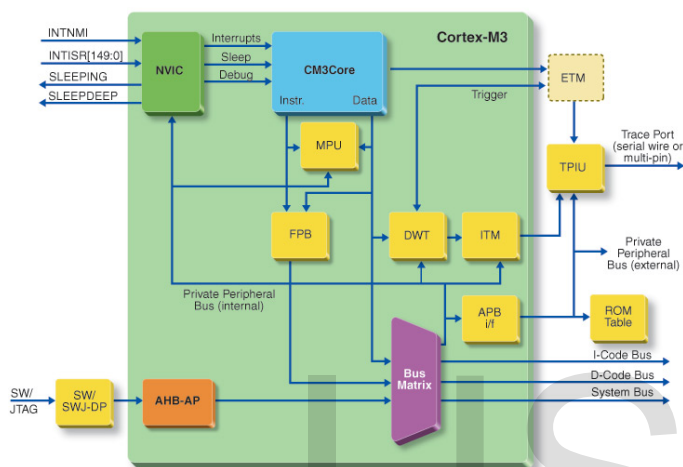 Cortex-M3
INTNMI
INTISR[149:0]
SLEEPING
SLEEPDEEP
NVIC
Interrupts
Sleep
Debug
CM3Core
Instr.
Data
ETM
Trigger
MPU
TPIU
Trace Port
(serial wire or
multi-pin)
FPB
DWT
ITM
Private Peripheral
Bus (internal)
Private Peripheral
Bus (external)
APB
i/f
ROM
Table
Bus
Matrix
I-Code Bus
D-Code Bus
System Bus
SW/
JTAG
SW/
SWJ-DP
AHB-AP